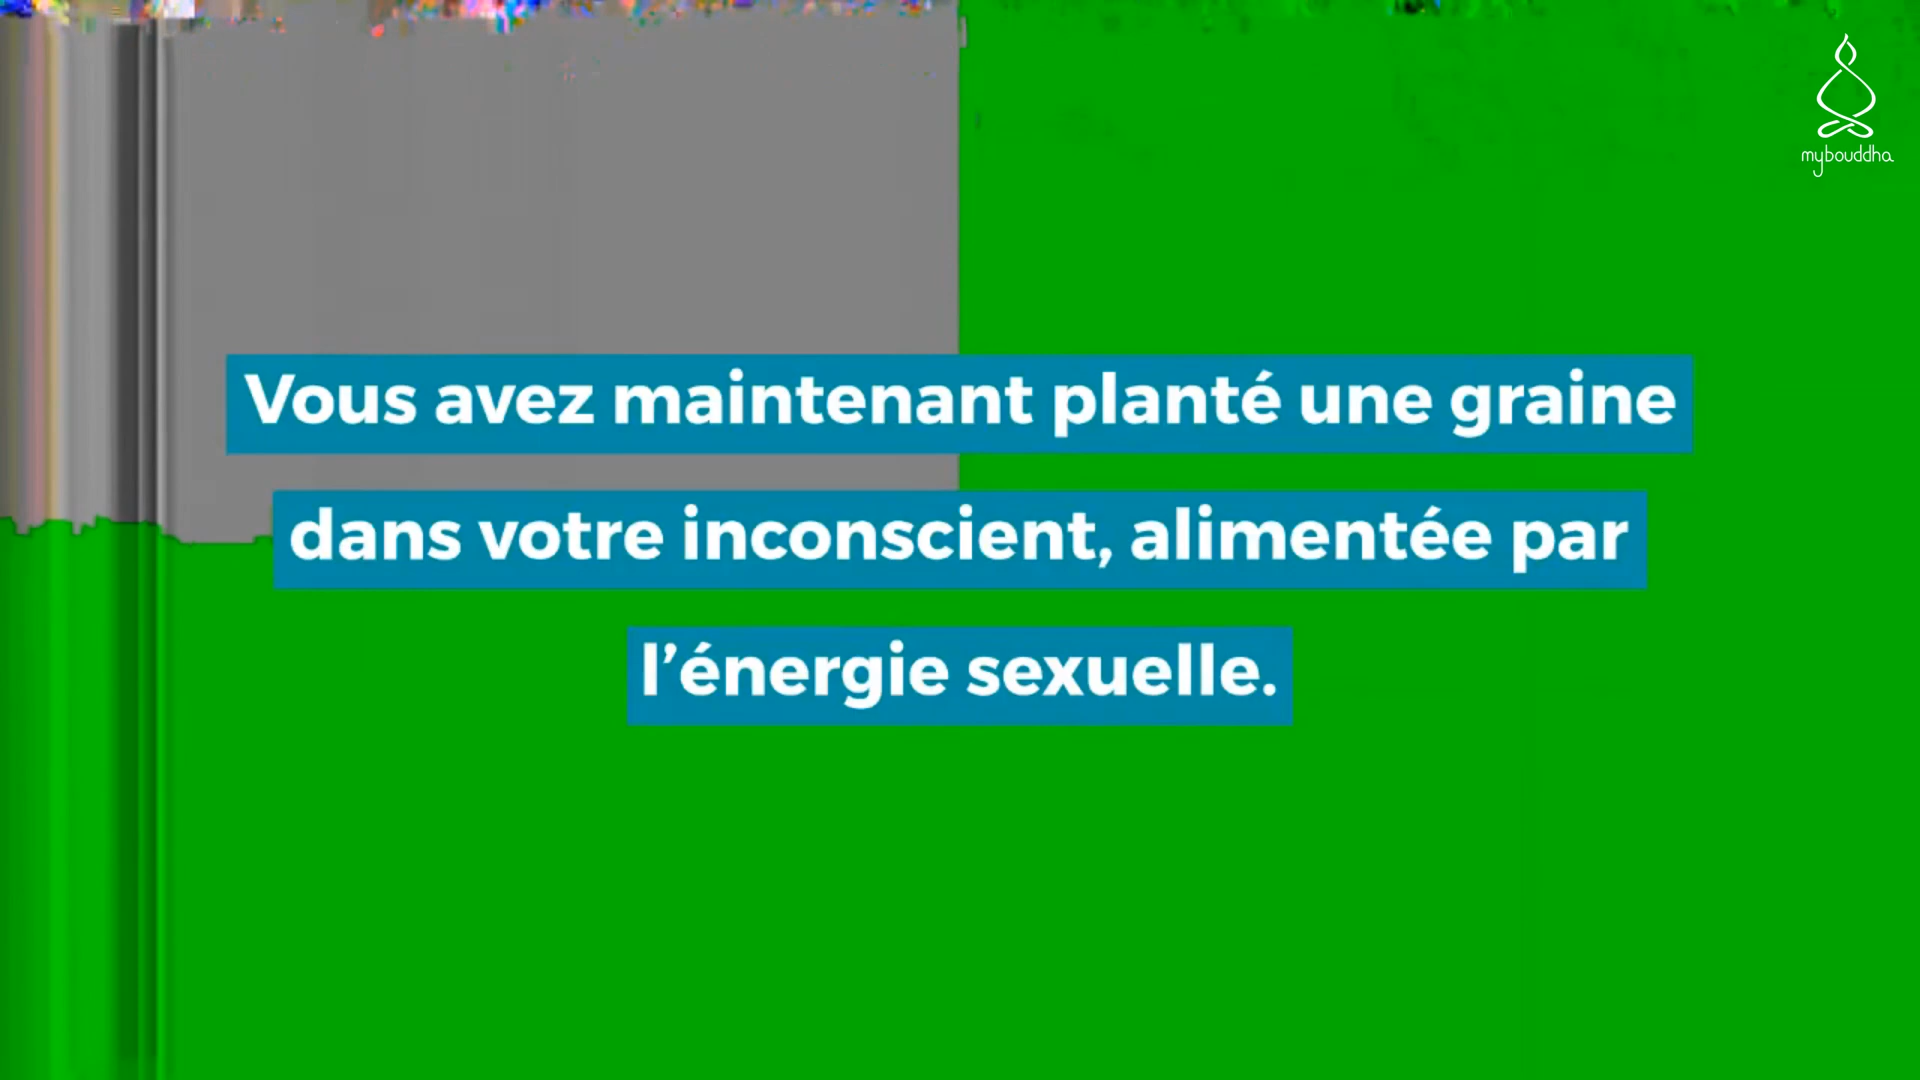 mybouddha
Vous avez maintenant planté une graine
dans votre inconscient, alimentée par
l’énergie sexuelle.